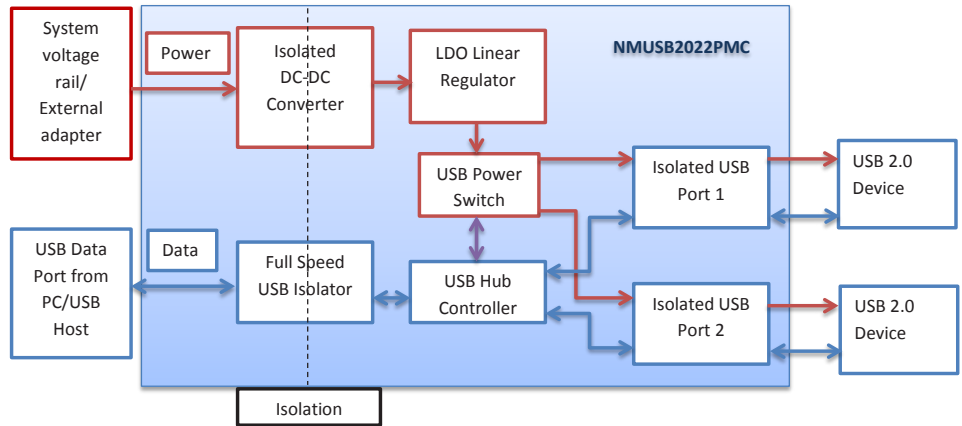 System
voltage
rail/
External
adapter
Power
Isolated
DC-DC
Converter
LDO Linear
Regulator
NMUSB2022PMC
USB Power
Switch
Isolated USB
Port 1
USB 2.0
Device
USB Data
Port from
PC/USB
Host
Data
Full Speed
USB Isolator
USB Hub
Controller
Isolated USB
Port 2
USB 2.0
Device
Isolation